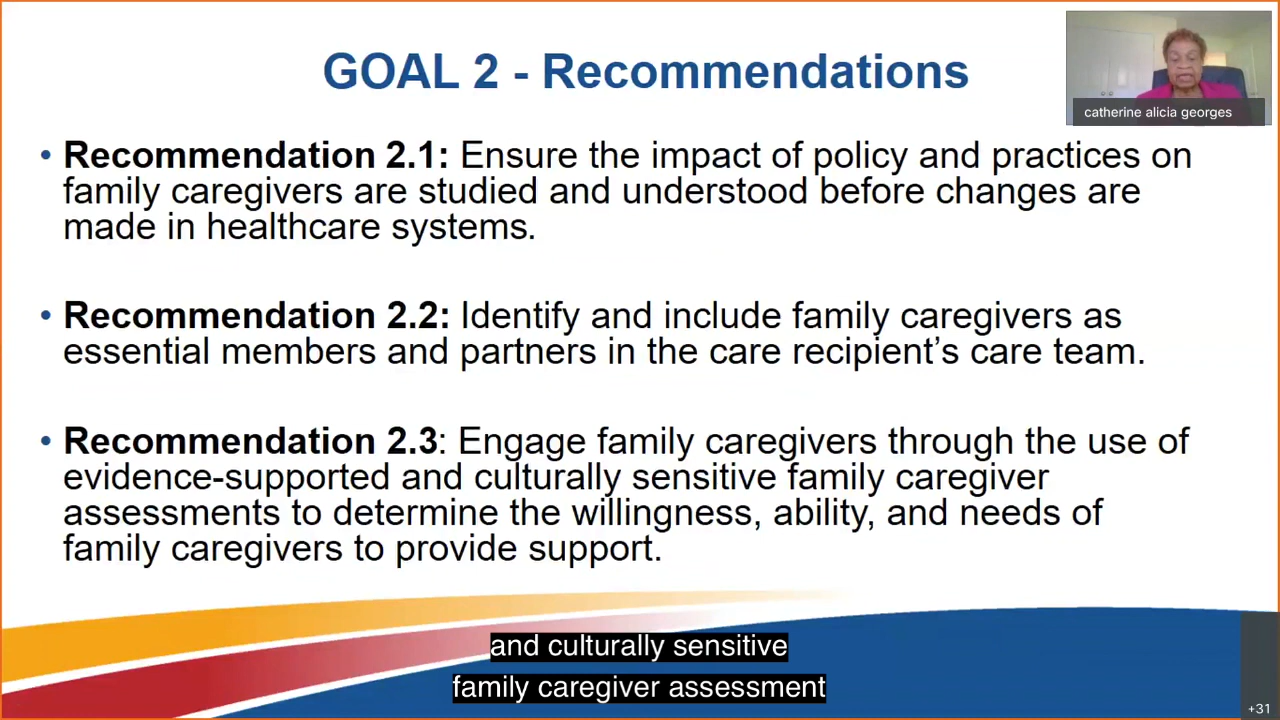 GOAL 2 - Recommendations
catherine alicia georges
• Recommendation 2.1: Ensure the impact of policy and practices on
family caregivers are studied and understood before changes are
made in healthcare systems.
• Recommendation 2.2: Identify and include family caregivers as
essential members and partners in the care recipient’s care team.
• Recommendation 2.3: Engage family caregivers through the use of
evidence-supported and culturally sensitive family caregiver
assessments to determine the willingness, ability, and needs of
family caregivers to provide support.
and culturally sensitive
family caregiver assessment
+31